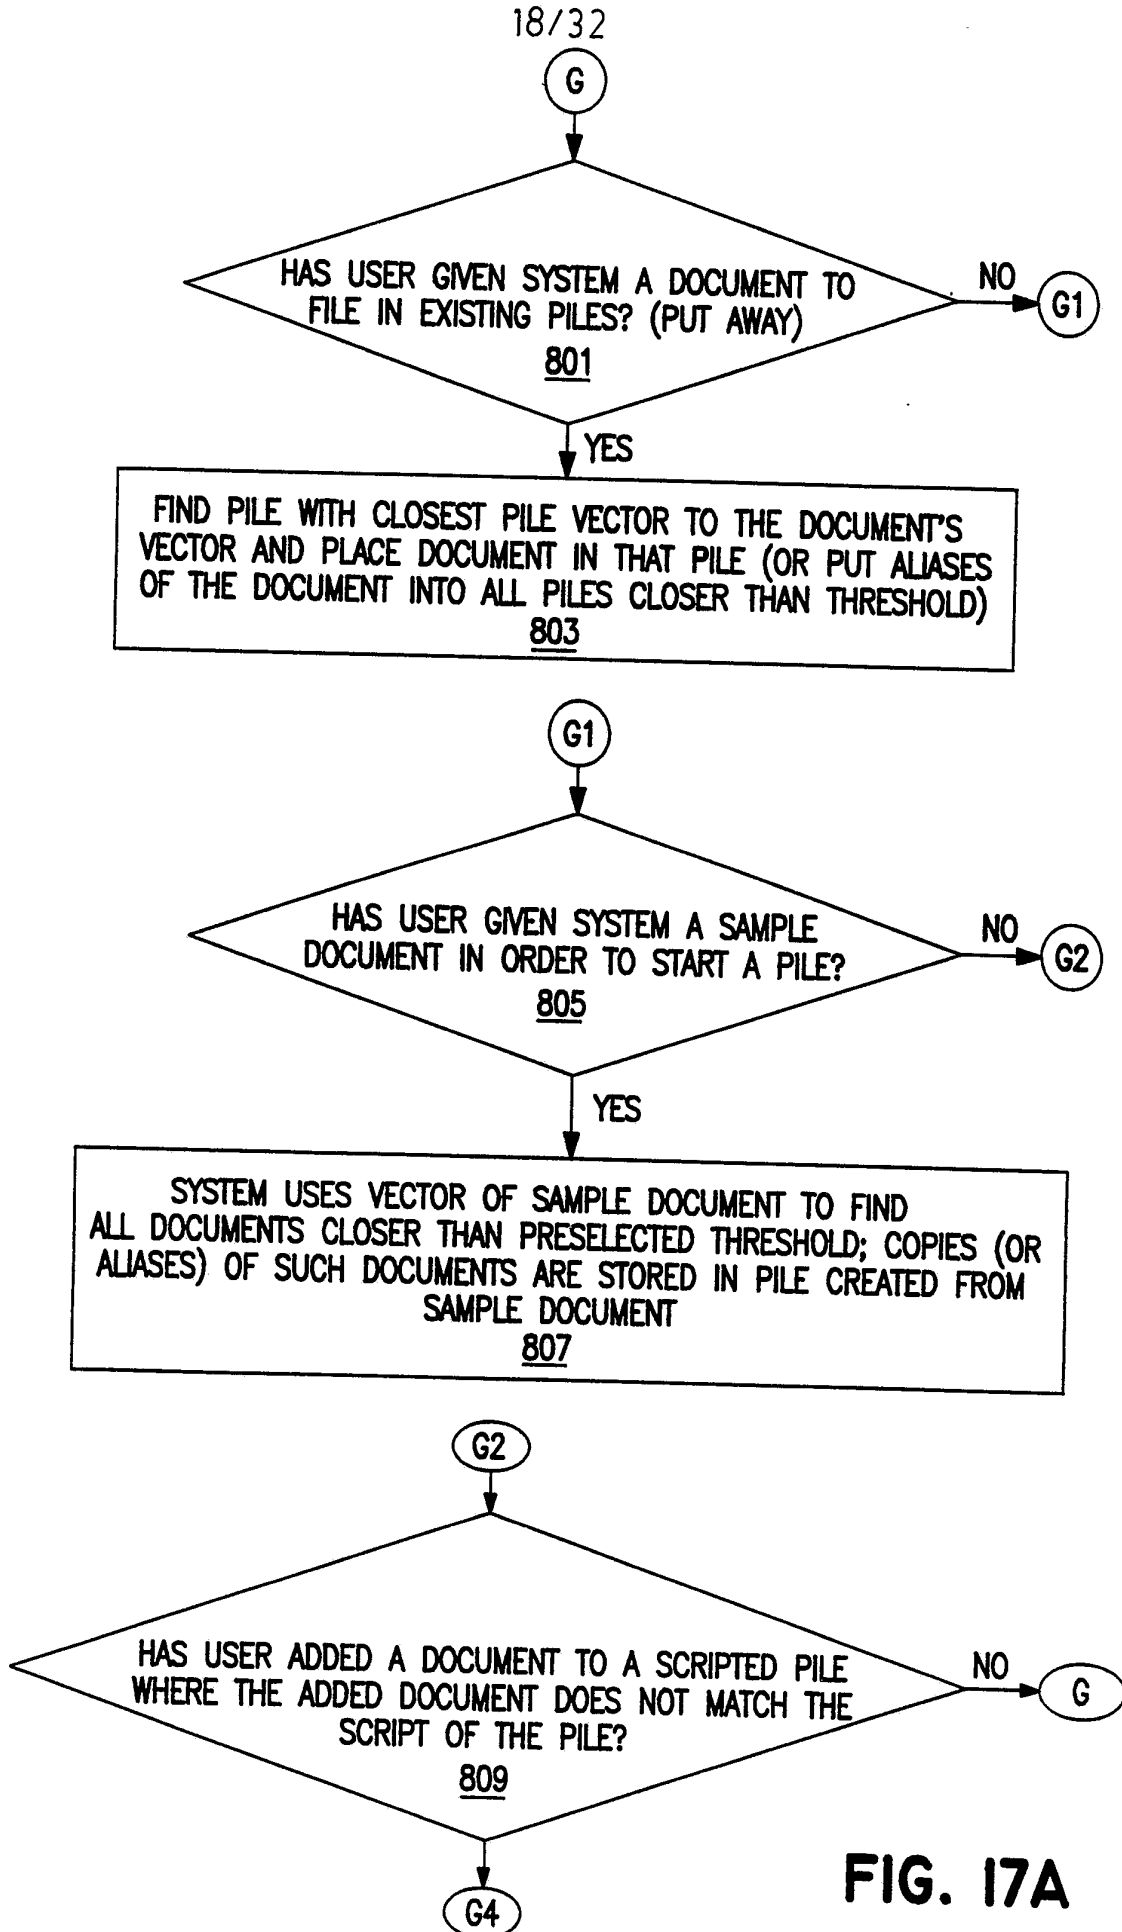 18/32
G
HAS USER GIVEN SYSTEM A DOCUMENT TO
FILE IN EXISTING PILES? (PUT AWAY)
801
NO
G1
YES
FIND PILE WITH CLOSEST PILE VECTOR TO THE DOCUMENT'S
VECTOR AND PLACE DOCUMENT IN THAT PILE (OR PUT ALIASES
OF THE DOCUMENT INTO ALL PILES CLOSER THAN THRESHOLD)
803
G1
HAS USER GIVEN SYSTEM A SAMPLE
DOCUMENT IN ORDER TO START A PILE?
805
NO
G2
YES
SYSTEM USES VECTOR OF SAMPLE DOCUMENT TO FIND
ALL DOCUMENTS CLOSER THAN PRESELECTED THRESHOLD; COPIES (OR
ALIASES) OF SUCH DOCUMENTS ARE STORED IN PILE CREATED FROM
SAMPLE DOCUMENT
807
G2
HAS USER ADDED A DOCUMENT TO A SCRIPTED PILE
WHERE THE ADDED DOCUMENT DOES NOT MATCH THE
SCRIPT OF THE PILE?
809
NO
G
G4
FIG. 17A